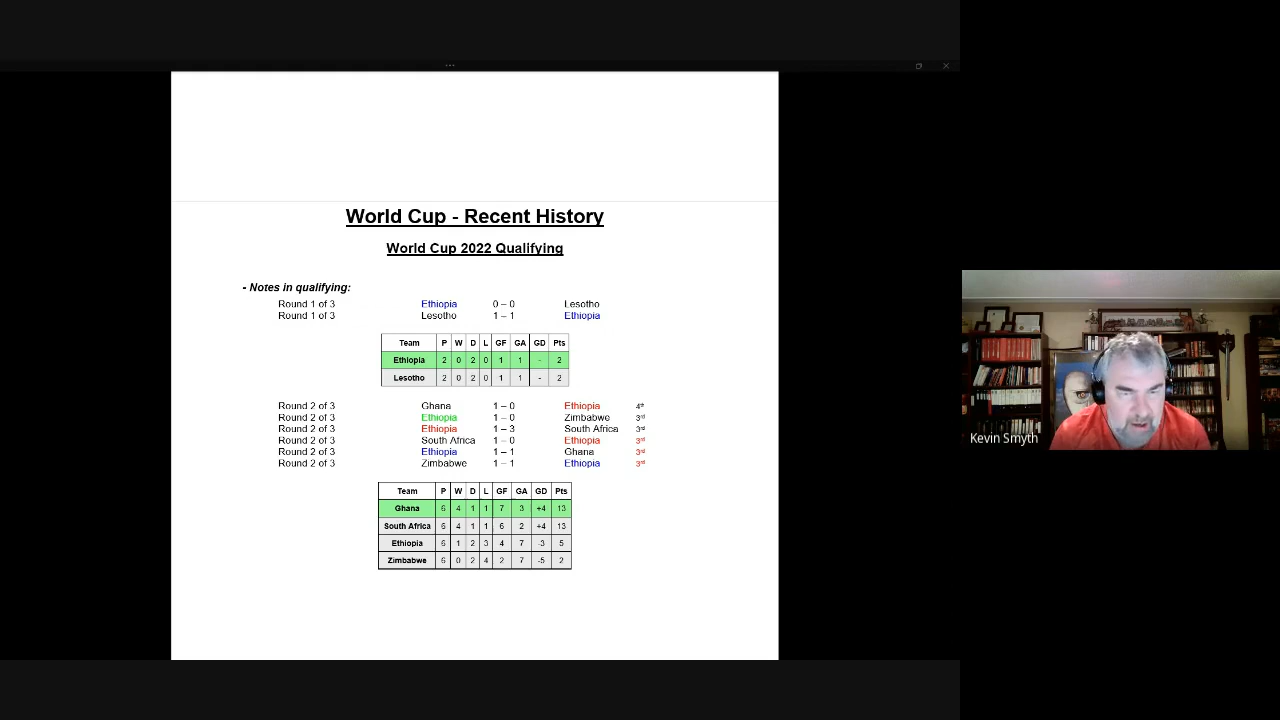 World Cup - Recent History
World Cup 2022 Qualifying
- Notes in qualifying:
Round 1 of 3 Ethiopia 0 – 0 Lesotho
Round 1 of 3 Lesotho 1 – 1 Ethiopia
Team P W D L GF GA GD Pts
Ethiopia 2 0 2 0 1 1 - 2
Lesotho 2 0 2 0 1 1 - 2
Round 2 of 3 Ghana 1 – 0 Ethiopia 4th
Round 2 of 3 Ethiopia 1 – 0 Zimbabwe 3rd
Round 2 of 3 Ethiopia 1 – 3 South Africa 3rd
Round 2 of 3 South Africa 1 – 0 Ethiopia 3rd
Round 2 of 3 Ethiopia 1 – 1 Ghana 3rd
Round 2 of 3 Zimbabwe 1 – 1 Ethiopia 3rd
Team P W D L GF GA GD Pts
Ghana 6 4 1 1 7 3 +4 13
South Africa 6 4 1 1 6 2 +4 13
Ethiopia 6 1 2 3 4 7 -3 5
Zimbabwe 6 0 2 4 2 7 -5 2
Kevin Smyth